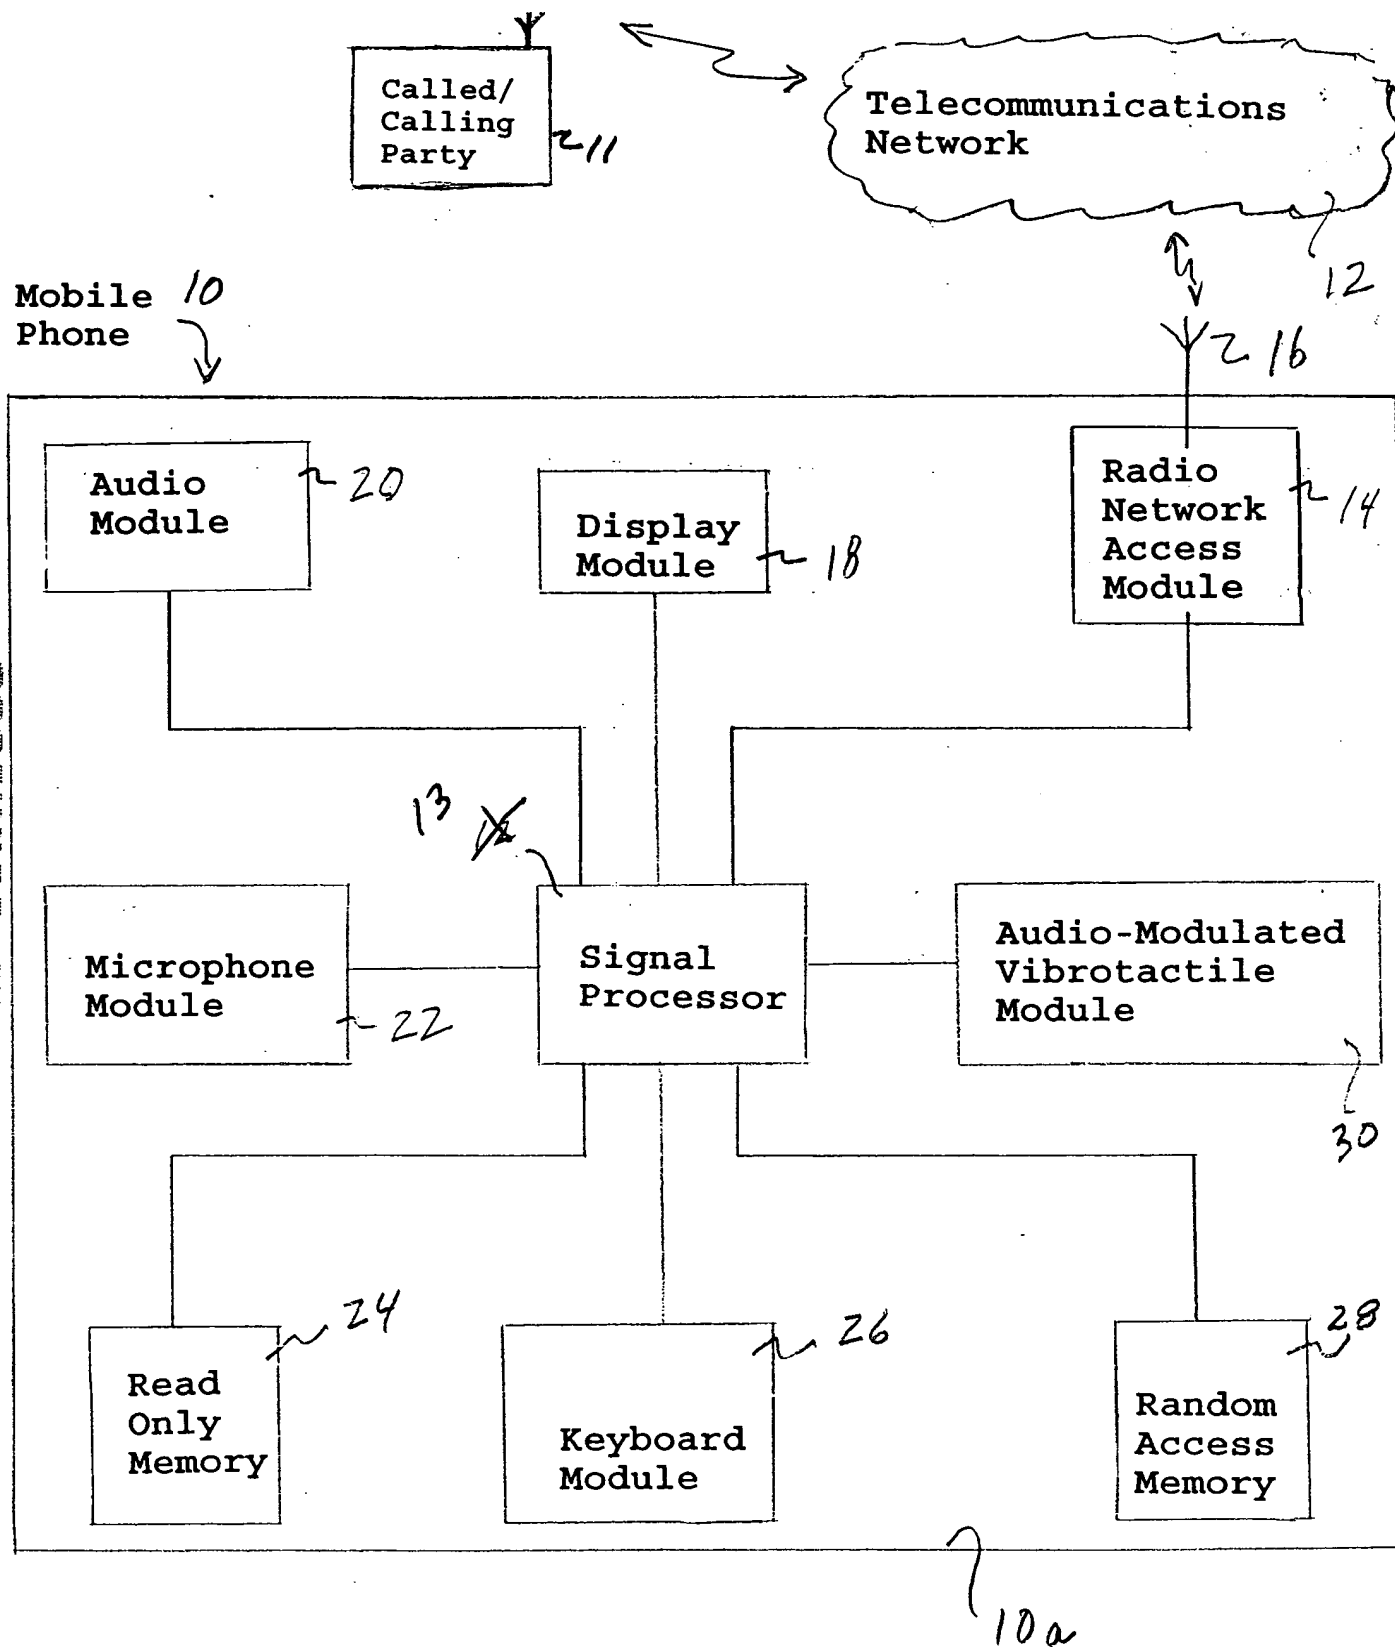 Called/
Calling
Party
11
Telecommunications
Network
12
Mobile 10
Phone
16
Audio
Module
20
Display
Module
18
Radio
Network
Access
Module
14
13
Microphone
Module
22
Signal
Processor
Audio-Modulated
Vibrotactile
Module
30
Read
Only
Memory
24
Keyboard
Module
26
Random
Access
Memory
28
10a